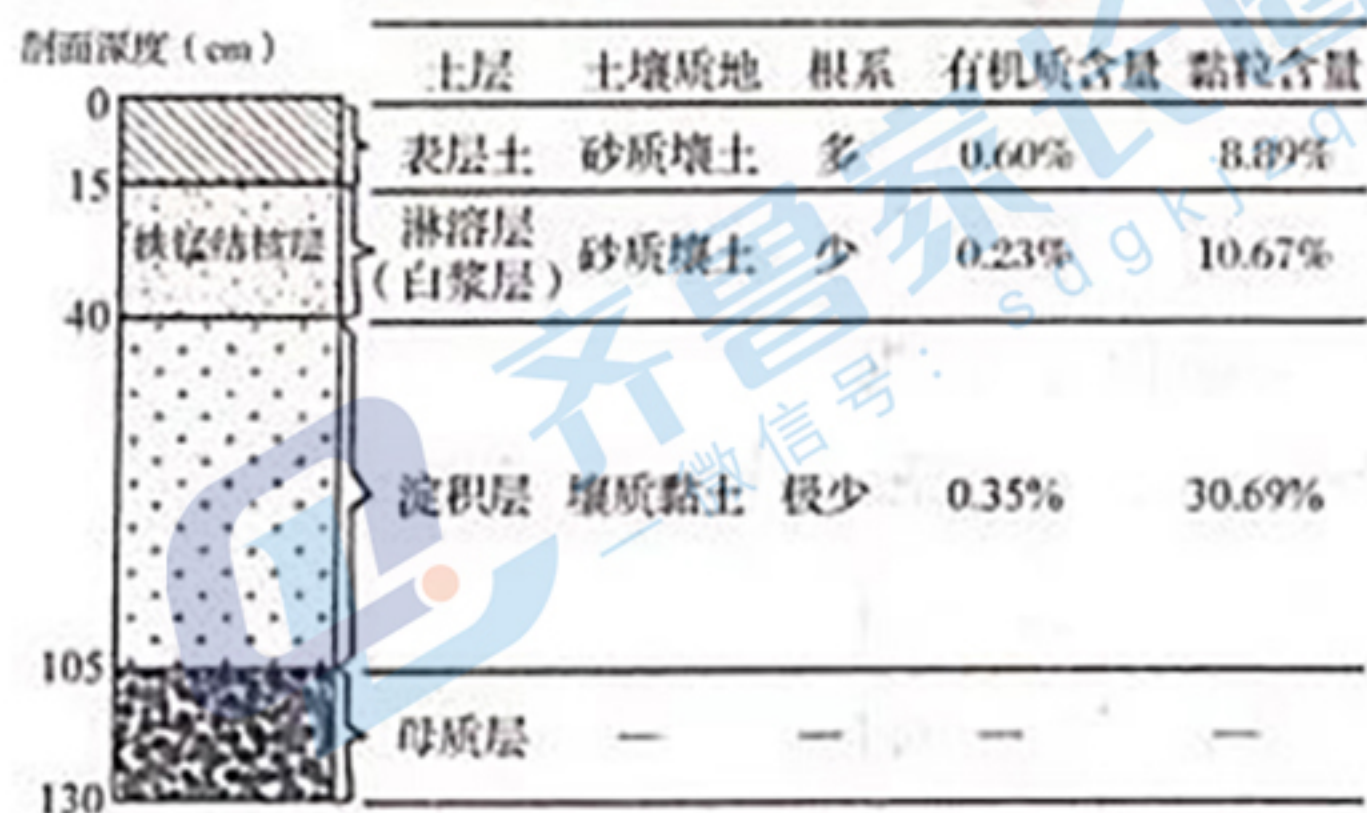 剖面深度（cm）
土层 土壤质地 根系 有机质含量 黏粒含量
0
表层土 砂质壤土 多 0.60% 8.89%
15
铁锰结核层
淋溶层
（白浆层） 砂质壤土 少 0.23% 10.67%
40
淀积层 壤质黏土 极少 0.35% 30.69%
105
母质层 — — — —
130
齐鲁家长圈
微信号：sdgkjzq